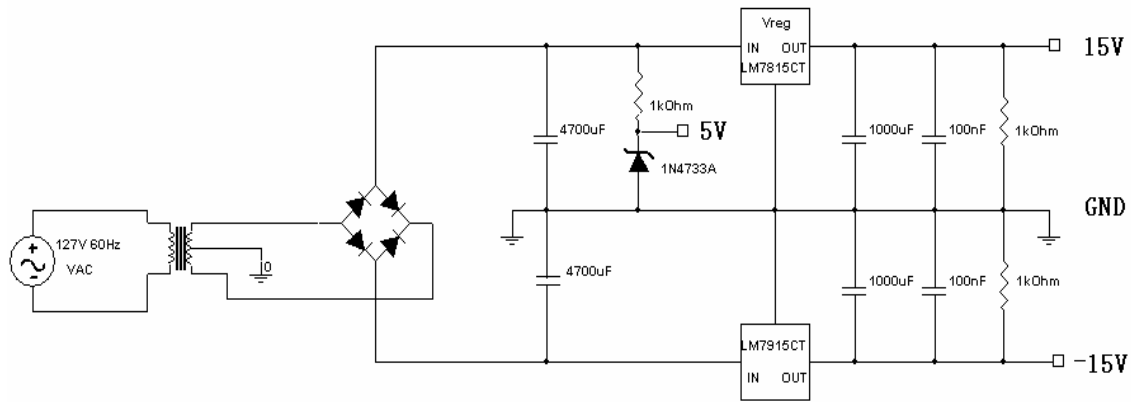 Vreg
IN OUT
LM7815CT
15V
1kOhm
4700uF
5V
1000uF
100nF
1kOhm
1N4733A
GND
127V 60Hz
VAC
0
4700uF
1000uF
100nF
1kOhm
LM7915CT
IN OUT
-15V